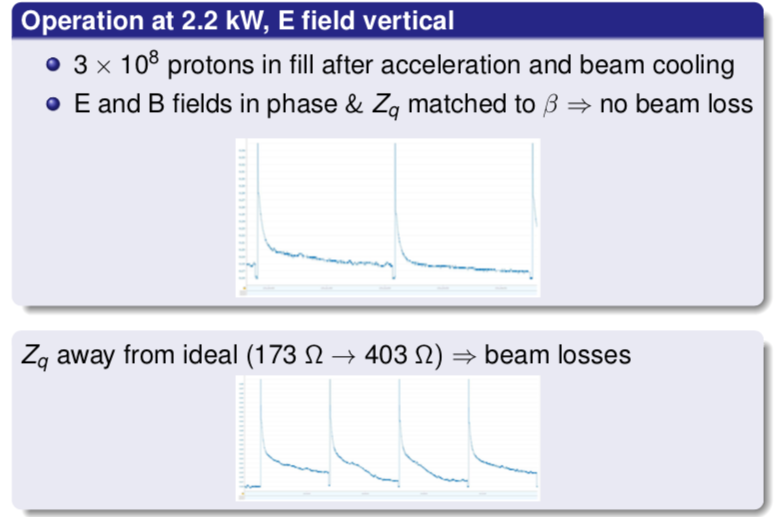 Operation at 2.2 kW, E field vertical
3 × 10⁸ protons in fill after acceleration and beam cooling
E and B fields in phase & Z_q matched to β ⇒ no beam loss
Z_q away from ideal (173 Ω → 403 Ω) ⇒ beam losses